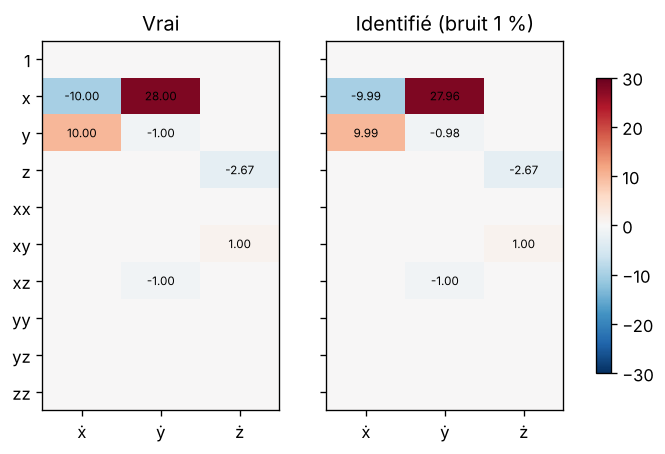 Vrai
Identifié (bruit 1 %)
1
x
y
z
xx
xy
xz
yy
yz
zz
-10.00 28.00
10.00 -1.00
-2.67
1.00
-1.00
-9.99 27.96
9.99 -0.98
-2.67
1.00
-1.00
ẋ ẏ ż
ẋ ẏ ż
30
20
10
0
−10
−20
−30